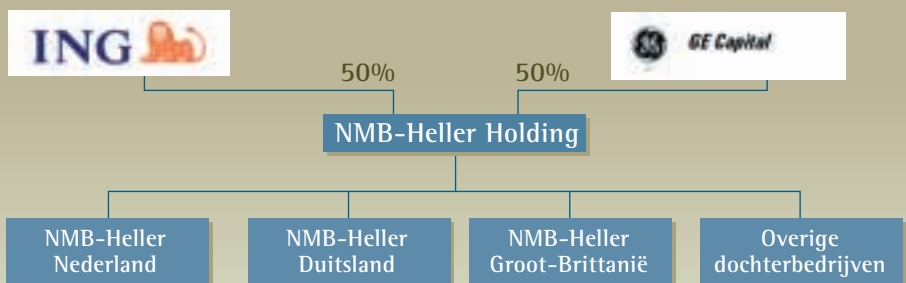 ING
GE Capital
50%
50%
NMB-Heller Holding
NMB-Heller
Nederland
NMB-Heller
Duitsland
NMB-Heller
Groot-Brittanië
Overige
dochterbedrijven